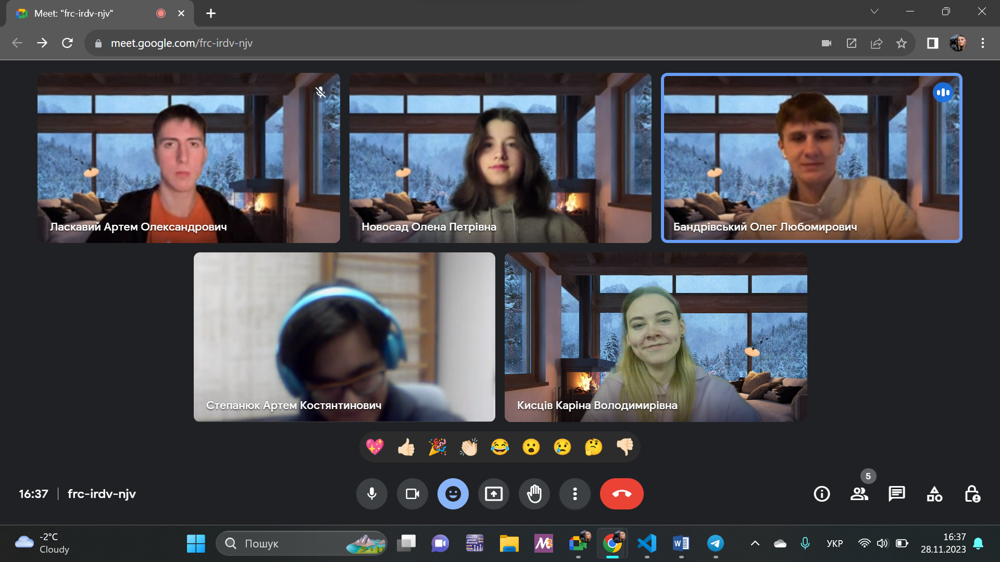 Meet: "frc-irdv-njv"
meet.google.com/frc-irdv-njv
Ласкавий Артем Олександрович
Новосад Олена Петрівна
Бандрівський Олег Любомирович
Степанюк Артем Костянтинович
Кисців Каріна Володимирівна
5
16:37 | frc-irdv-njv
-2°C
Cloudy
Пошук
M2
W
УКР
16:37
28.11.2023